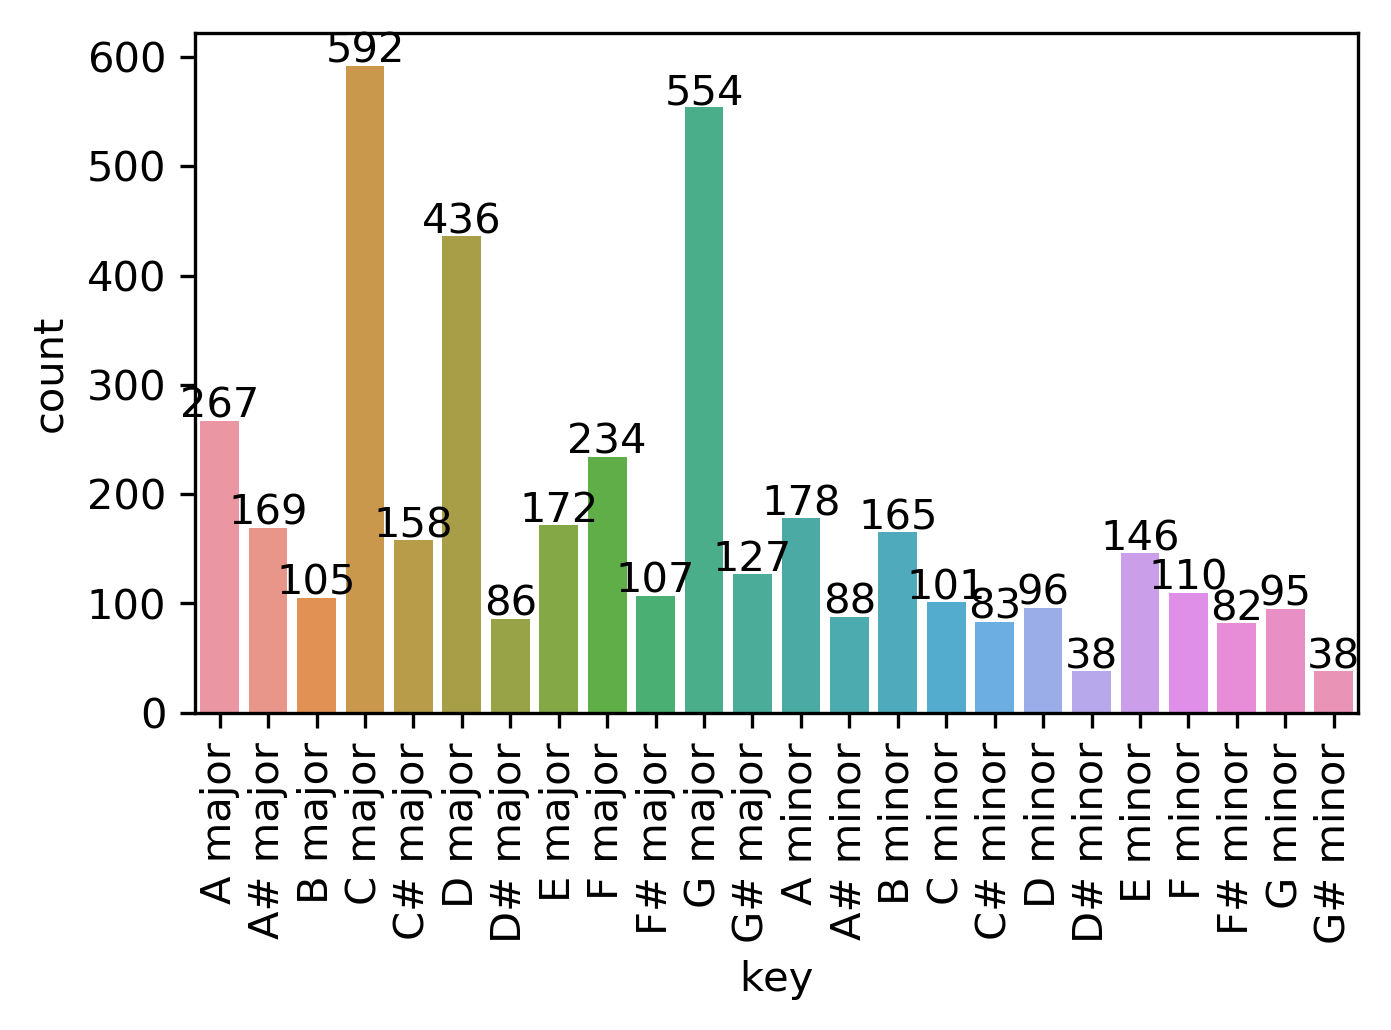 592
600
554
500
436
400
count
300
267
234
200
169
158
172
178
165
146
127
105
107
110
100
101
86
88
83
96
82
95
38
38
0
A major
A# major
B major
C major
C# major
D major
D# major
E major
F major
F# major
G major
G# major
A minor
A# minor
B minor
C minor
C# minor
D minor
D# minor
E minor
F minor
F# minor
G minor
G# minor
key